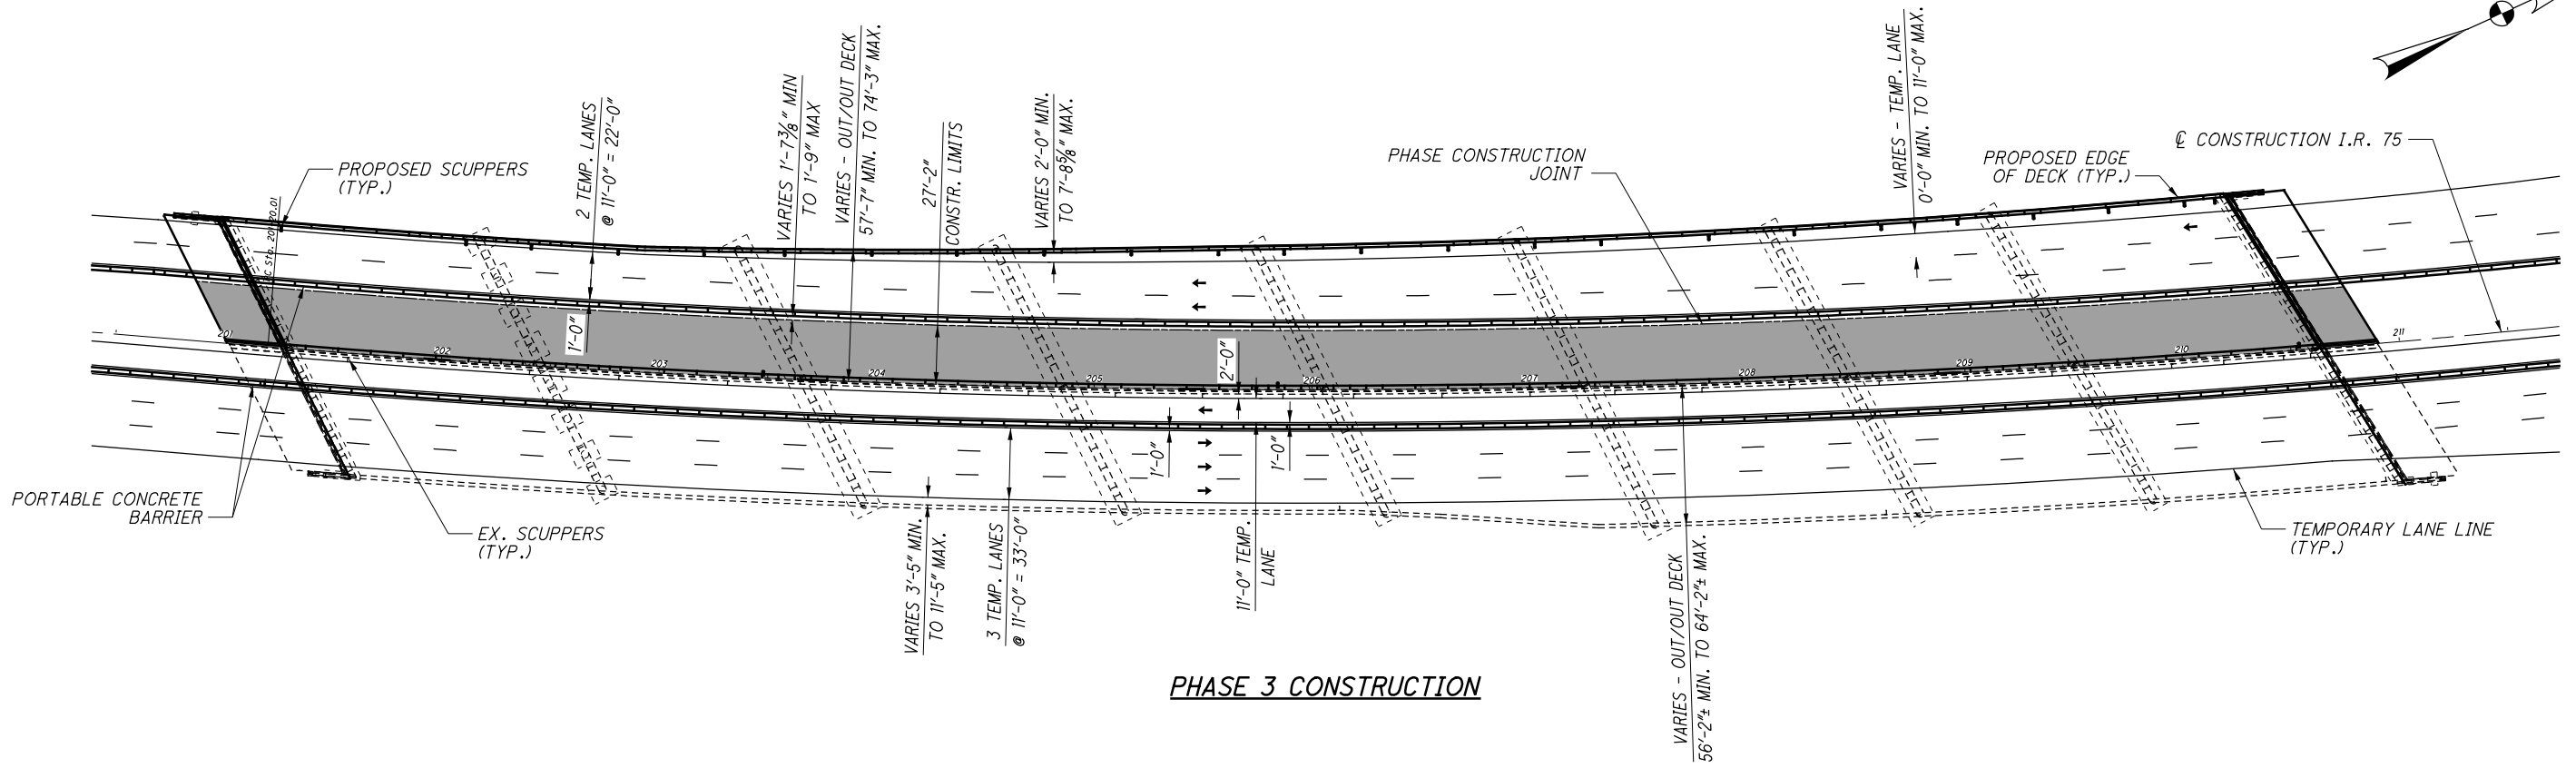 2 TEMP. LANES
@ 11'-0" = 22'-0"
VARIES 1'-7⅜" MIN
TO 1'-9" MAX
VARIES - OUT/OUT DECK
57'-7" MIN. TO 74'-3" MAX.
27'-2"
CONSTR. LIMITS
VARIES 2'-0" MIN.
TO 7'-8⅝" MAX.
VARIES - TEMP. LANE
0'-0" MIN. TO 11'-0" MAX.
℄ CONSTRUCTION I.R. 75
PHASE CONSTRUCTION
JOINT
PROPOSED EDGE
OF DECK (TYP.)
PROPOSED SCUPPERS
(TYP.)
1'-0"
2'-0"
201
202
203
204
205
206
207
208
209
210
211
1'-0"
1'-0"
PORTABLE CONCRETE
BARRIER
EX. SCUPPERS
(TYP.)
VARIES 3'-5" MIN.
TO 11'-5" MAX.
3 TEMP. LANES
@ 11'-0" = 33'-0"
11'-0" TEMP.
LANE
VARIES - OUT/OUT DECK
56'-2"± MIN. TO 64'-2"± MAX.
TEMPORARY LANE LINE
(TYP.)
PHASE 3 CONSTRUCTION